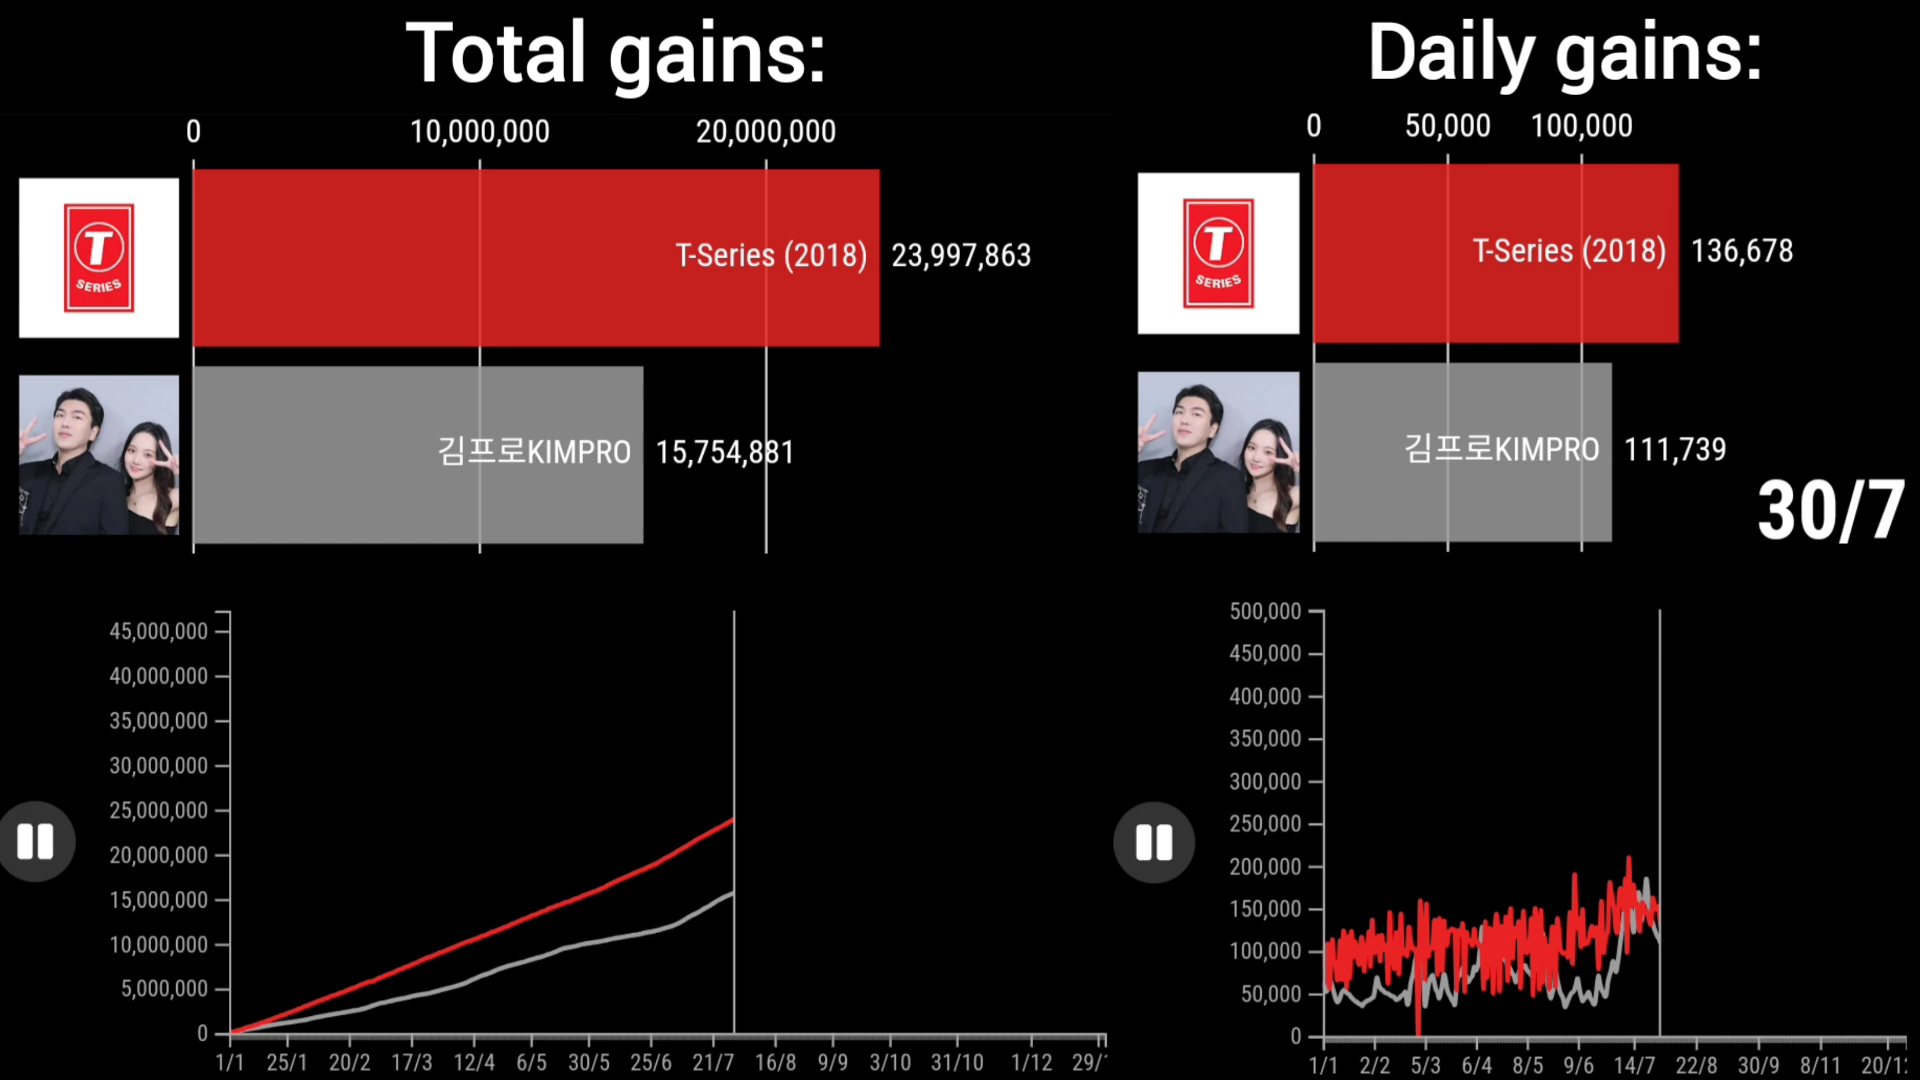 Total gains:
0 10,000,000 20,000,000
T SERIES
T-Series (2018) 23,997,863
김프로KIMPRO 15,754,881
45,000,000
40,000,000
35,000,000
30,000,000
25,000,000
20,000,000
15,000,000
10,000,000
5,000,000
0
1/1 25/1 20/2 17/3 12/4 6/5 30/5 25/6 21/7 16/8 9/9 3/10 31/10 1/12
Daily gains:
0 50,000 100,000
T SERIES
T-Series (2018) 136,678
김프로KIMPRO 111,739
30/7
500,000
450,000
400,000
350,000
300,000
250,000
200,000
150,000
100,000
50,000
0
1/1 2/2 5/3 6/4 8/5 9/6 14/7 22/8 30/9 8/11